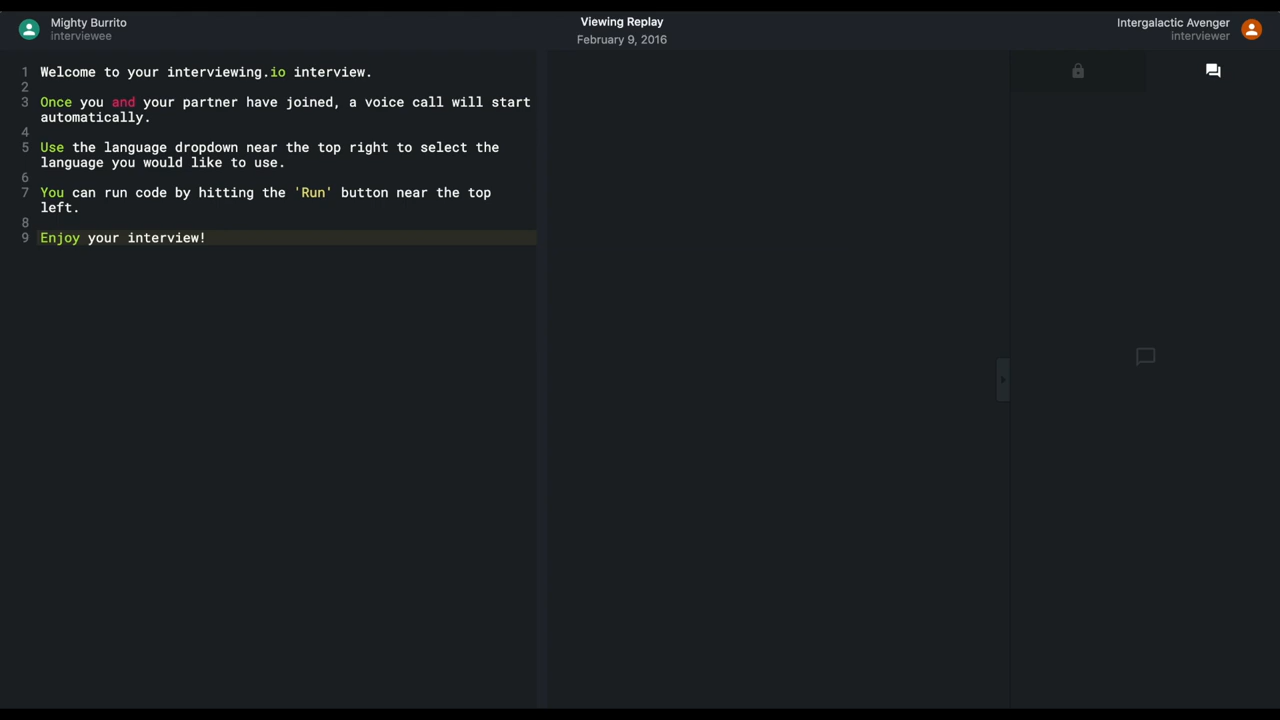 Mighty Burrito
interviewee
Viewing Replay
February 9, 2016
Intergalactic Avenger
interviewer
1 Welcome to your interviewing.io interview.
2
3 Once you and your partner have joined, a voice call will start
automatically.
4
5 Use the language dropdown near the top right to select the
language you would like to use.
6
7 You can run code by hitting the 'Run' button near the top
left.
8
9 Enjoy your interview!